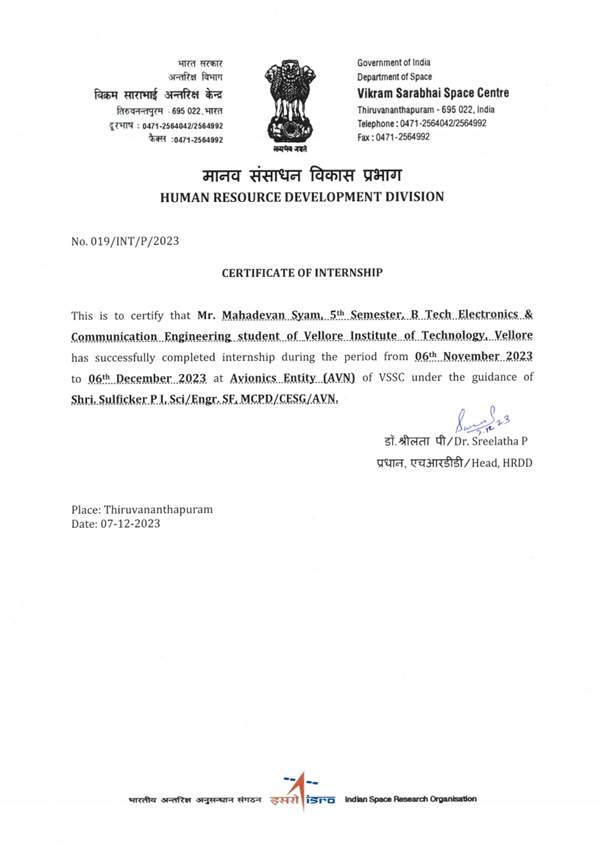 भारत सरकार
अन्तरिक्ष विभाग
विक्रम साराभाई अन्तरिक्ष केन्द्र
तिरुवनन्तपुरम - 695 022, भारत
दूरभाष : 0471-2564042/2564992
फैक्स :0471-2564992
सत्यमेव जयते
Government of India
Department of Space
Vikram Sarabhai Space Centre
Thiruvananthapuram - 695 022, India
Telephone : 0471-2564042/2564992
Fax : 0471-2564992
मानव संसाधन विकास प्रभाग
HUMAN RESOURCE DEVELOPMENT DIVISION
No. 019/INT/P/2023
CERTIFICATE OF INTERNSHIP
This is to certify that Mr. Mahadevan Syam, 5th Semester, B Tech Electronics &
Communication Engineering student of Vellore Institute of Technology, Vellore
has successfully completed internship during the period from 06th November 2023
to 06th December 2023 at Avionics Entity (AVN) of VSSC under the guidance of
Shri. Sulficker P I, Sci/Engr. SF, MCPD/CESG/AVN.
डॉ.श्रीलता पी/Dr. Sreelatha P
प्रधान, एचआरडीडी/Head, HRDD
Place: Thiruvananthapuram
Date: 07-12-2023
भारतीय अन्तरिक्ष अनुसन्धान संगठन इसरो isro Indian Space Research Organisation